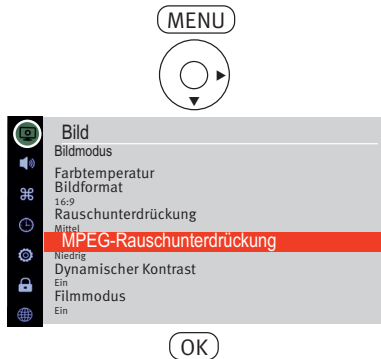 MENU
Bild
Bildmodus
Farbtemperatur
Bildformat
16:9
Rauschunterdrückung
Mittel
MPEG-Rauschunterdrückung
Niedrig
Dynamischer Kontrast
Ein
Filmmodus
Ein
OK